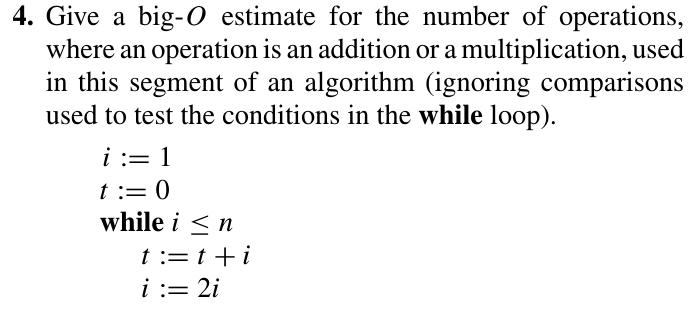 4. Give a big-O estimate for the number of operations,
where an operation is an addition or a multiplication, used
in this segment of an algorithm (ignoring comparisons
used to test the conditions in the while loop).
i := 1
t := 0
while i ≤ n
t := t + i
i := 2i